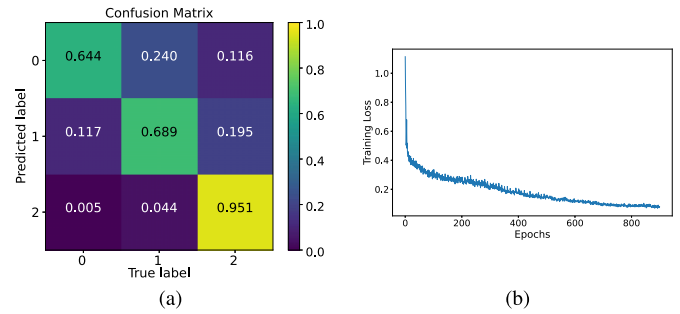 Confusion Matrix
0 0.644 0.240 0.116
1 0.117 0.689 0.195
2 0.005 0.044 0.951
0 1 2
Predicted label
True label
1.0
0.8
0.6
0.4
0.2
0.0
(a)
1.0
0.8
0.6
0.4
0.2
Training Loss
0 200 400 600 800
Epochs
(b)